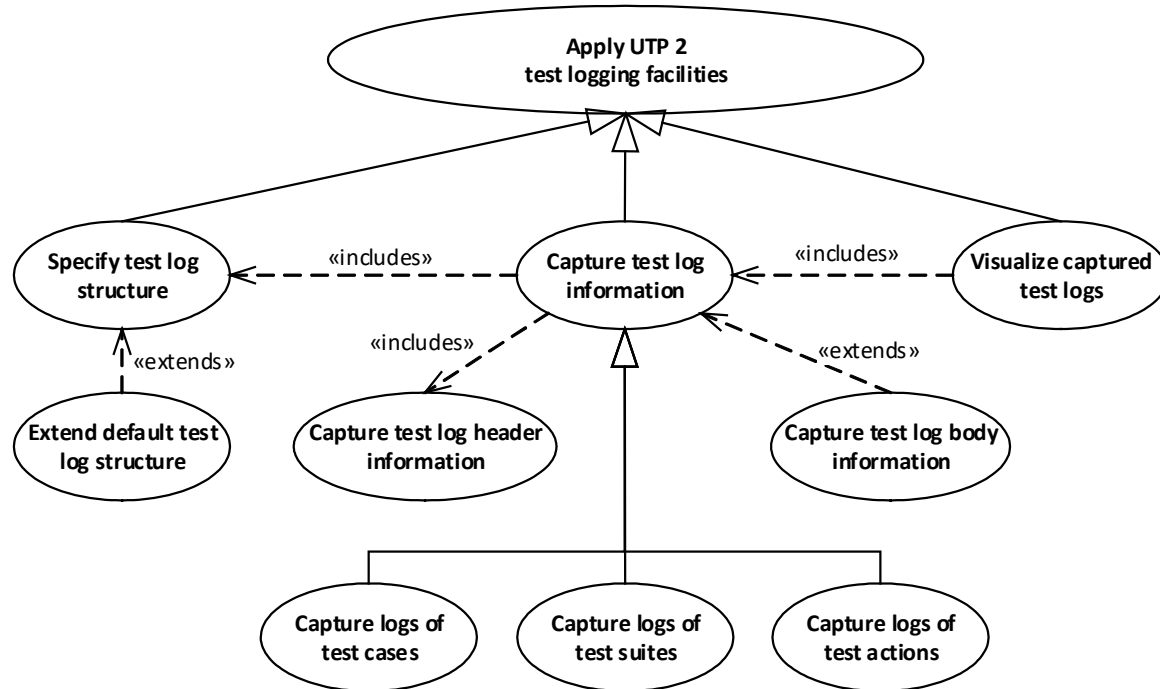 Apply UTP 2
test logging facilities
Specify test log
structure
«includes»
Capture test log
information
«includes»
Visualize captured
test logs
«extends»
«includes»
«extends»
Extend default test
log structure
Capture test log header
information
Capture test log body
information
Capture logs of
test cases
Capture logs of
test suites
Capture logs of
test actions